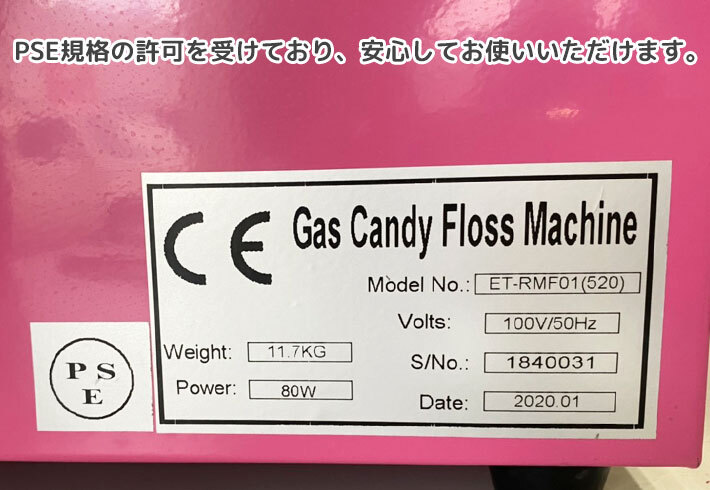 PSE規格の許可を受けており、安心してお使いいただけます。
CE Gas Candy Floss Machine
Model No.: ET-RMF01(520)
Volts: 100V/50Hz
Weight: 11.7KG
S/No.: 1840031
Power: 80W
Date: 2020.01
P S
E